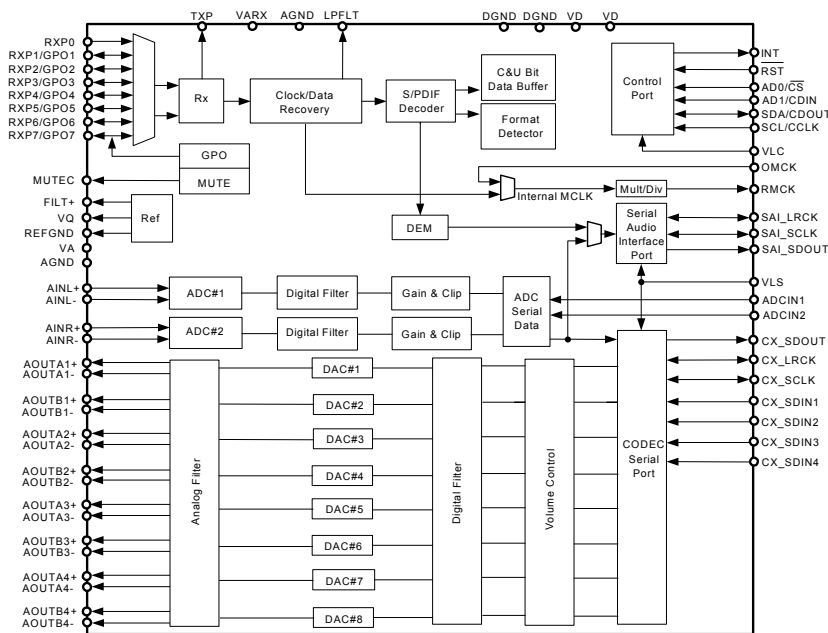 TXP VARX AGND LPFLT DGND DGND VD VD
RXP0
RXP1/GPO1
RXP2/GPO2
RXP3/GPO3
RXP4/GPO4
RXP5/GPO5
RXP6/GPO6
RXP7/GPO7
MUTEC
FILT+
VQ
REFGND
VA
AGND
AINL+
AINL-
AINR+
AINR-
AOUTA1+
AOUTA1-
AOUTB1+
AOUTB1-
AOUTA2+
AOUTA2-
AOUTB2+
AOUTB2-
AOUTA3+
AOUTA3-
AOUTB3+
AOUTB3-
AOUTA4+
AOUTA4-
AOUTB4+
AOUTB4-
Rx
Clock/Data
Recovery
S/PDIF
Decoder
C&U Bit
Data Buffer
Format
Detector
Control
Port
GPO
MUTE
Ref
Internal MCLK
Mult/Div
DEM
Serial
Audio
Interface
Port
ADC#1
Digital Filter
Gain & Clip
ADC
Serial
Data
ADC#2
Digital Filter
Gain & Clip
Analog Filter
DAC#1
DAC#2
DAC#3
DAC#4
DAC#5
DAC#6
DAC#7
DAC#8
Digital Filter
Volume Control
CODEC
Serial
Port
INT
RST
AD0/CS
AD1/CDIN
SDA/CDOUT
SCL/CCLK
VLC
OMCK
RMCK
SAI_LRCK
SAI_SCLK
SAI_SDOUT
VLS
ADCIN1
ADCIN2
CX_SDOUT
CX_LRCK
CX_SCLK
CX_SDIN1
CX_SDIN2
CX_SDIN3
CX_SDIN4